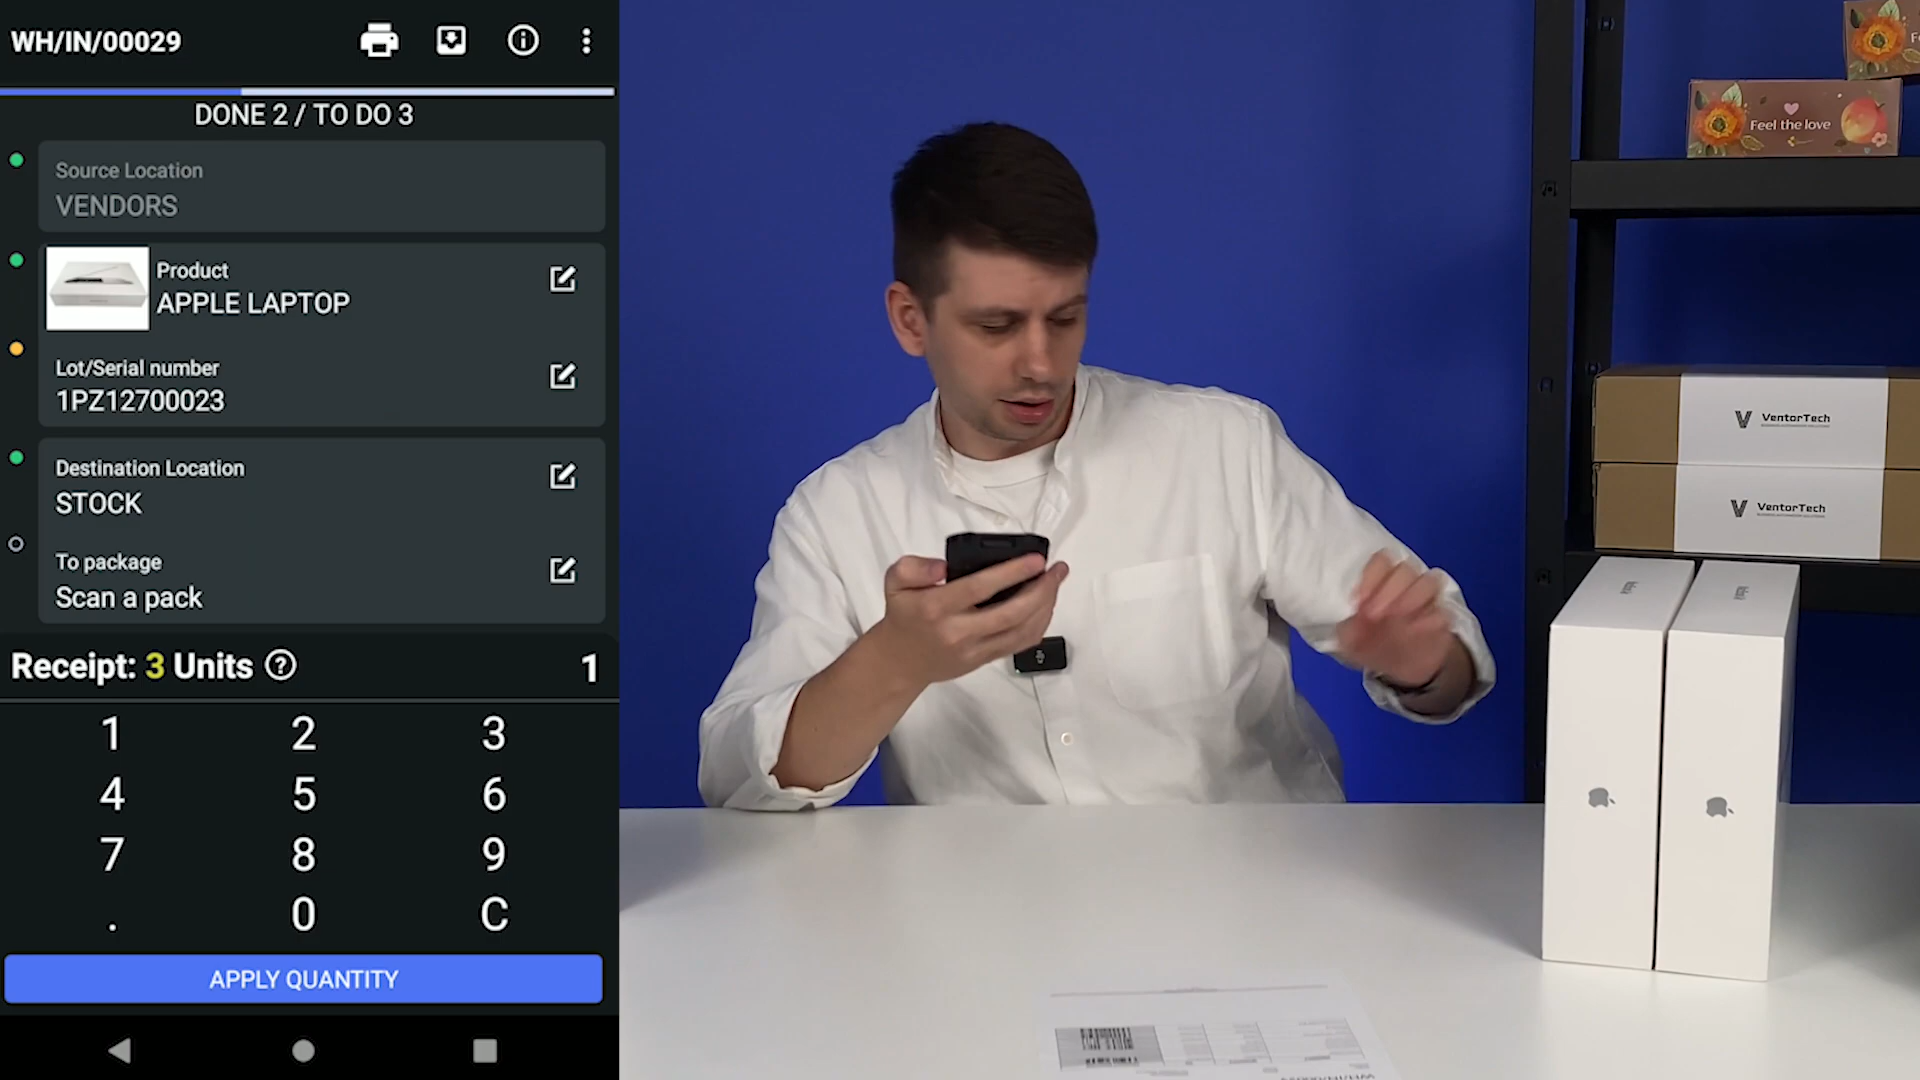 WH/IN/00029
DONE 2 / TO DO 3
Source Location
VENDORS
Product
APPLE LAPTOP
Lot/Serial number
1PZ12700023
Destination Location
STOCK
To package
Scan a pack
Receipt: 3 Units ?
1
1 2 3
4 5 6
7 8 9
. 0 C
APPLY QUANTITY
Feel the love
VentorTech
VentorTech